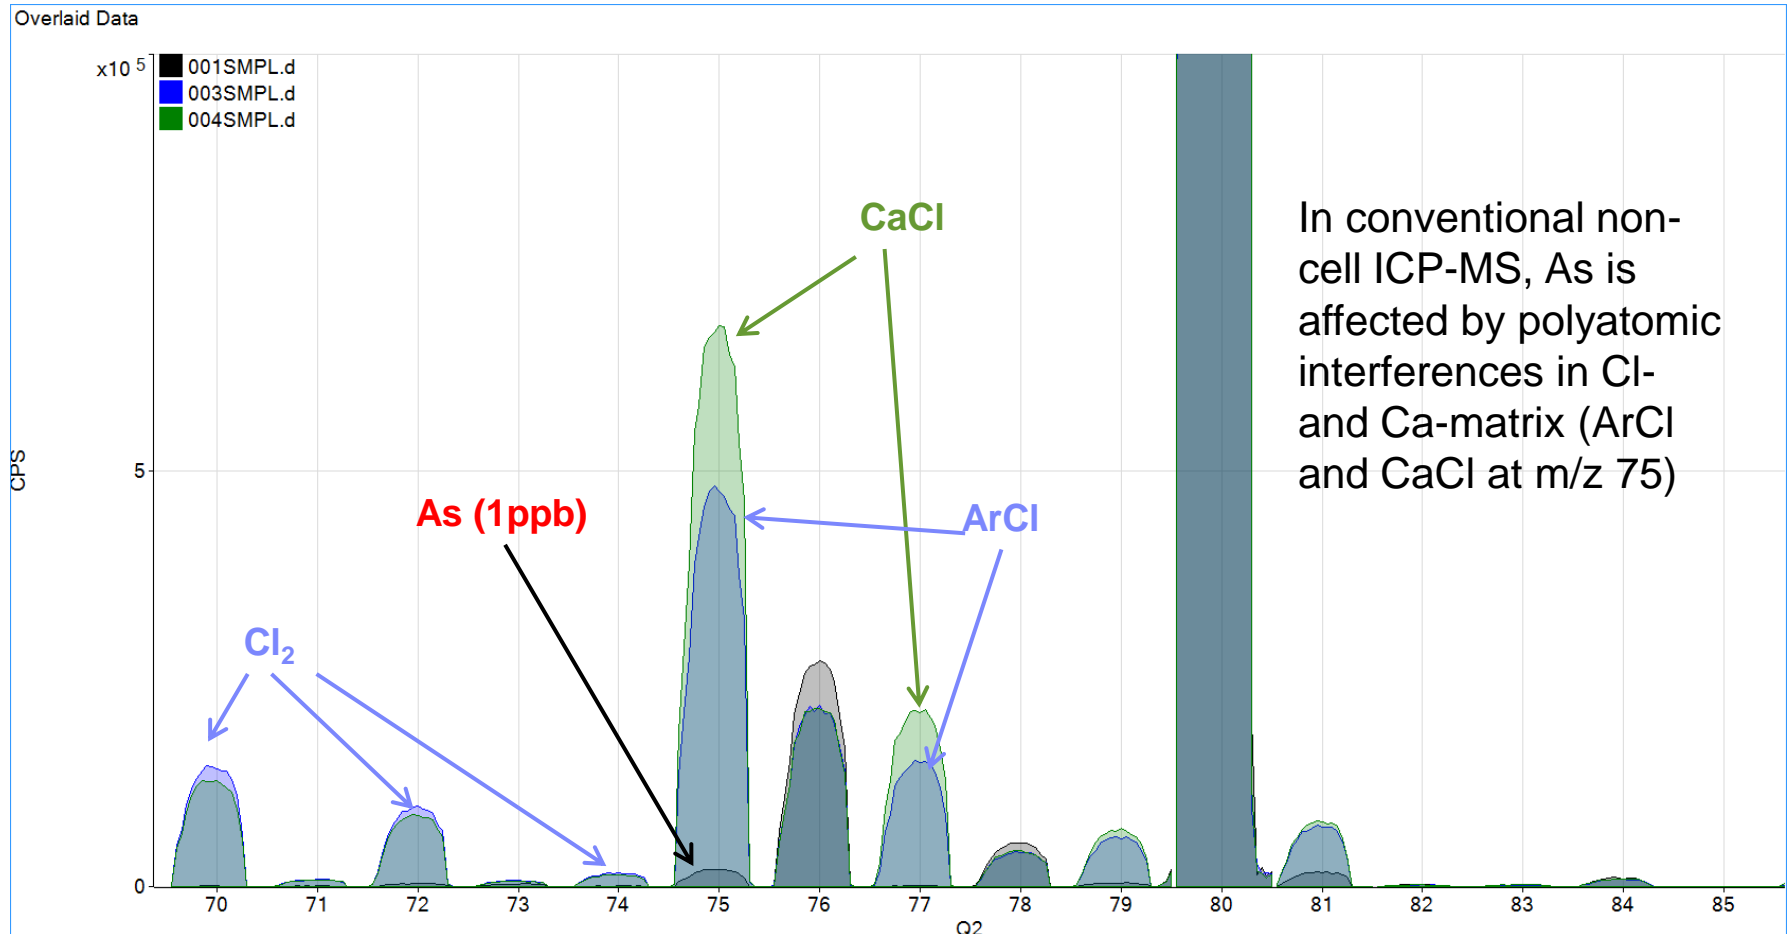 Overlaid Data
x10 5
001SMPL.d
003SMPL.d
004SMPL.d
CaCl
In conventional non-
cell ICP-MS, As is
affected by polyatomic
interferences in Cl-
and Ca-matrix (ArCl
and CaCl at m/z 75)
CPS
5
As (1ppb)
ArCl
Cl2
0
70 71 72 73 74 75 76 77 78 79 80 81 82 83 84 85
Q2